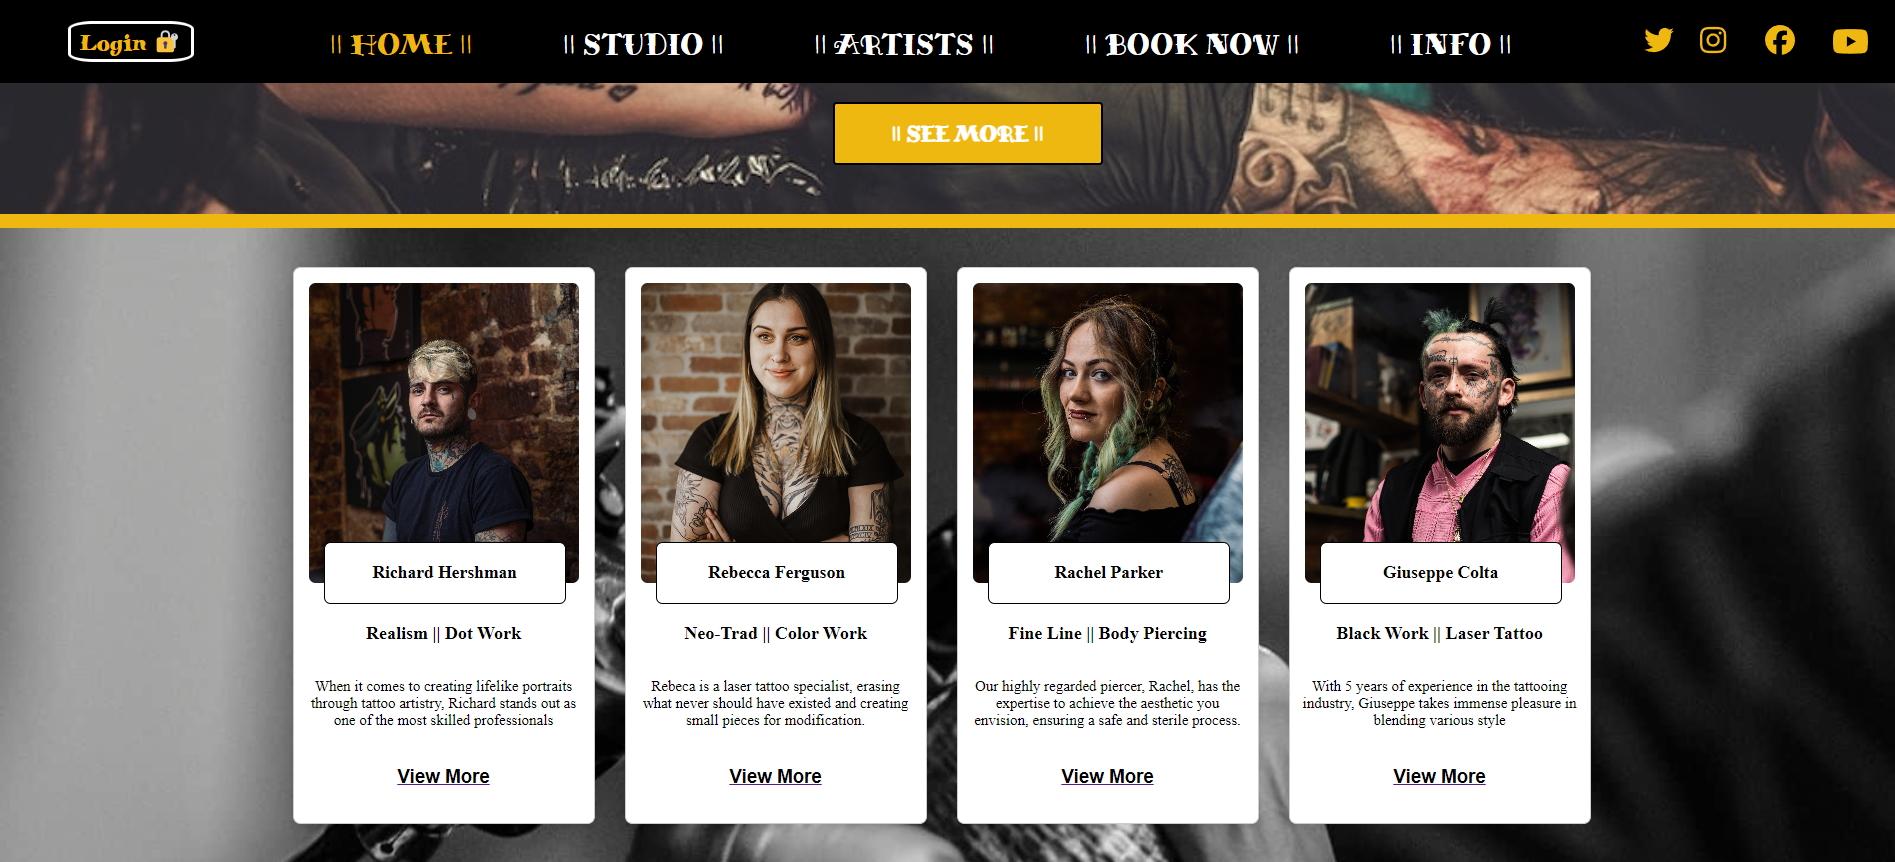 Login
|| HOME ||
|| STUDIO ||
|| ARTISTS ||
|| BOOK NOW ||
|| INFO ||
|| SEE MORE ||
Richard Hershman
Realism || Dot Work
When it comes to creating lifelike portraits
through tattoo artistry, Richard stands out as
one of the most skilled professionals
View More
Rebecca Ferguson
Neo-Trad || Color Work
Rebeca is a laser tattoo specialist, erasing
what never should have existed and creating
small pieces for modification.
View More
Rachel Parker
Fine Line || Body Piercing
Our highly regarded piercer, Rachel, has the
expertise to achieve the aesthetic you
envision, ensuring a safe and sterile process.
View More
Giuseppe Colta
Black Work || Laser Tattoo
With 5 years of experience in the tattooing
industry, Giuseppe takes immense pleasure in
blending various style
View More